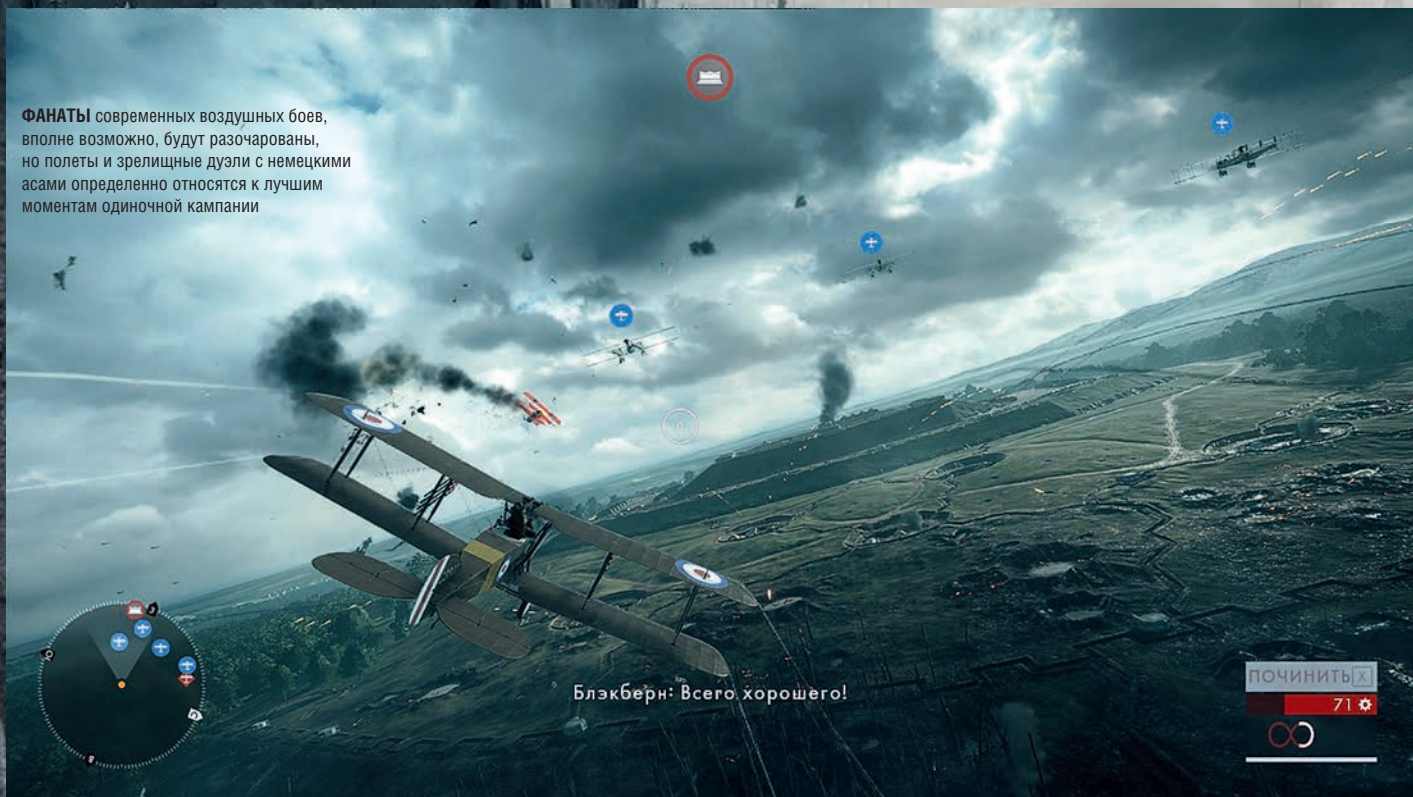 ФАНАТЫ современных воздушных боев,
вполне возможно, будут разочарованы,
но полеты и зрелищные дуэли с немецкими
асами определенно относятся к лучшим
моментам одиночной кампании
Блэкберн: Всего хорошего!
ПОЧИНИТЬ X
71